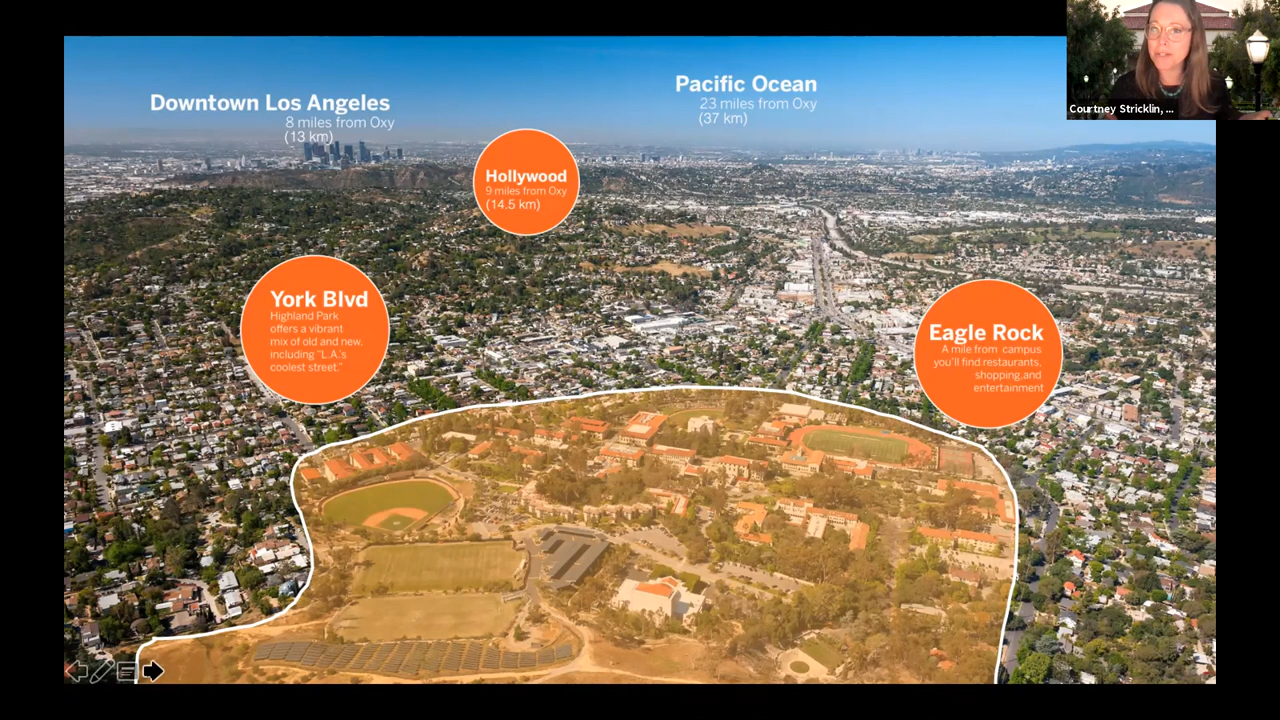 Downtown Los Angeles
8 miles from Oxy
(13 km)
Pacific Ocean
23 miles from Oxy
(37 km)
Courtney Stricklin, ...
Hollywood
9 miles from Oxy
(14.5 km)
York Blvd
Highland Park
offers a vibrant
mix of old and new,
including "L.A.'s
coolest street."
Eagle Rock
A mile from campus
you'll find restaurants,
shopping,and
entertainment